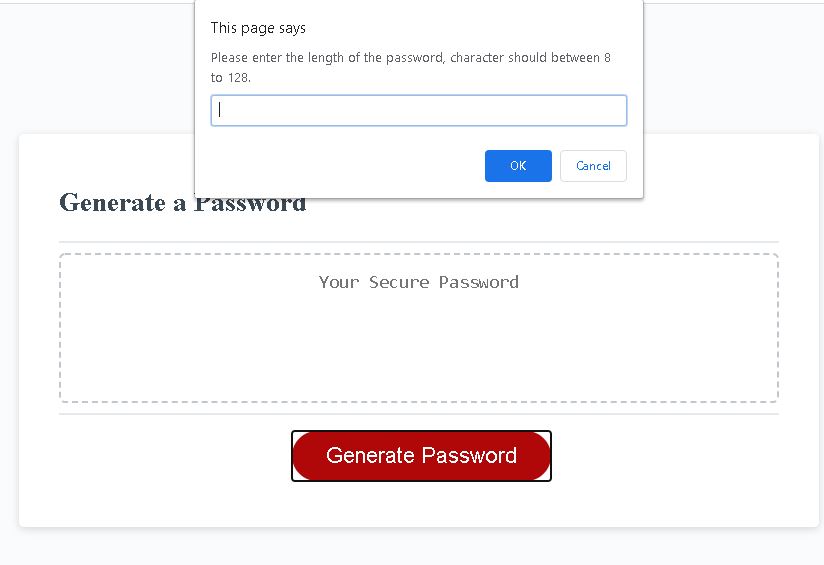 This page says
Please enter the length of the password, character should between 8
to 128.
OK
Cancel
Generate a Password
Your Secure Password
Generate Password